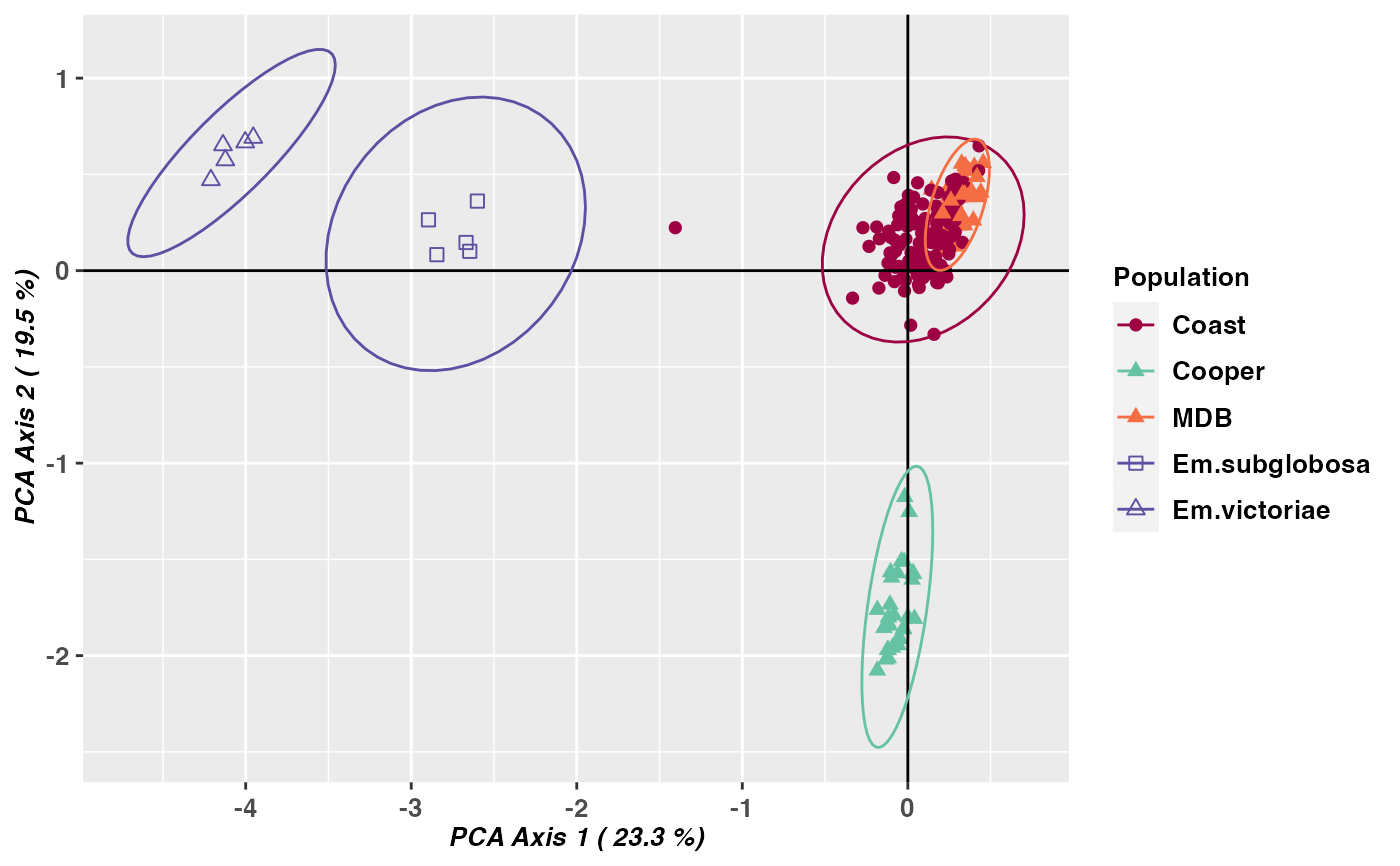 1
0
-1
-2
PCA Axis 2 ( 19.5 %)
-4
-3
-2
-1
0
PCA Axis 1 ( 23.3 %)
Population
Coast
Cooper
MDB
Em.subglobosa
Em.victoriae